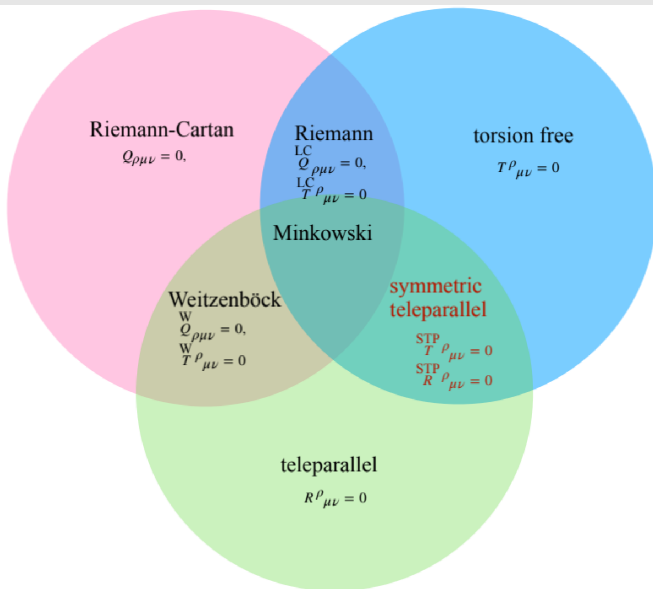 Riemann-Cartan
Q_{ρμν} = 0,
Riemann
LC
Q_{ρμν} = 0,
LC
T^ρ_{μν} = 0
torsion free
T^ρ_{μν} = 0
Minkowski
Weitzenböck
W
Q_{ρμν} = 0,
W
T^ρ_{μν} = 0
symmetric
teleparallel
STP
T^ρ_{μν} = 0
STP
R^ρ_{μν} = 0
teleparallel
R^ρ_{μν} = 0